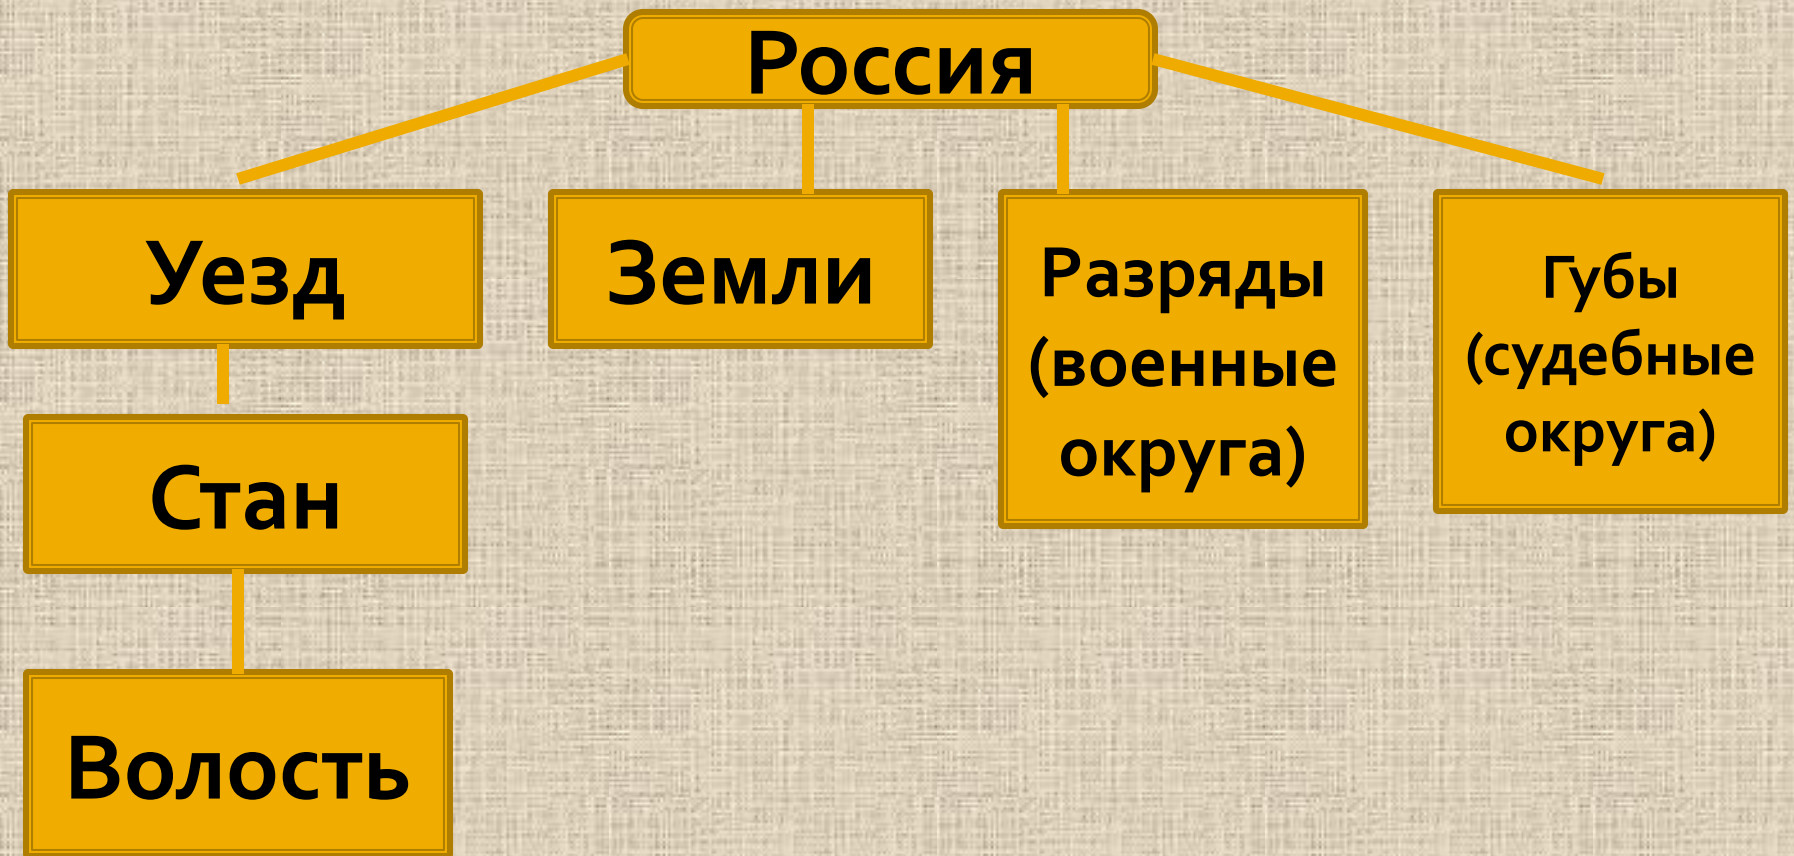 Россия
Уезд
Земли
Разряды
(военные
округа)
Губы
(судебные
округа)
Стан
Волость